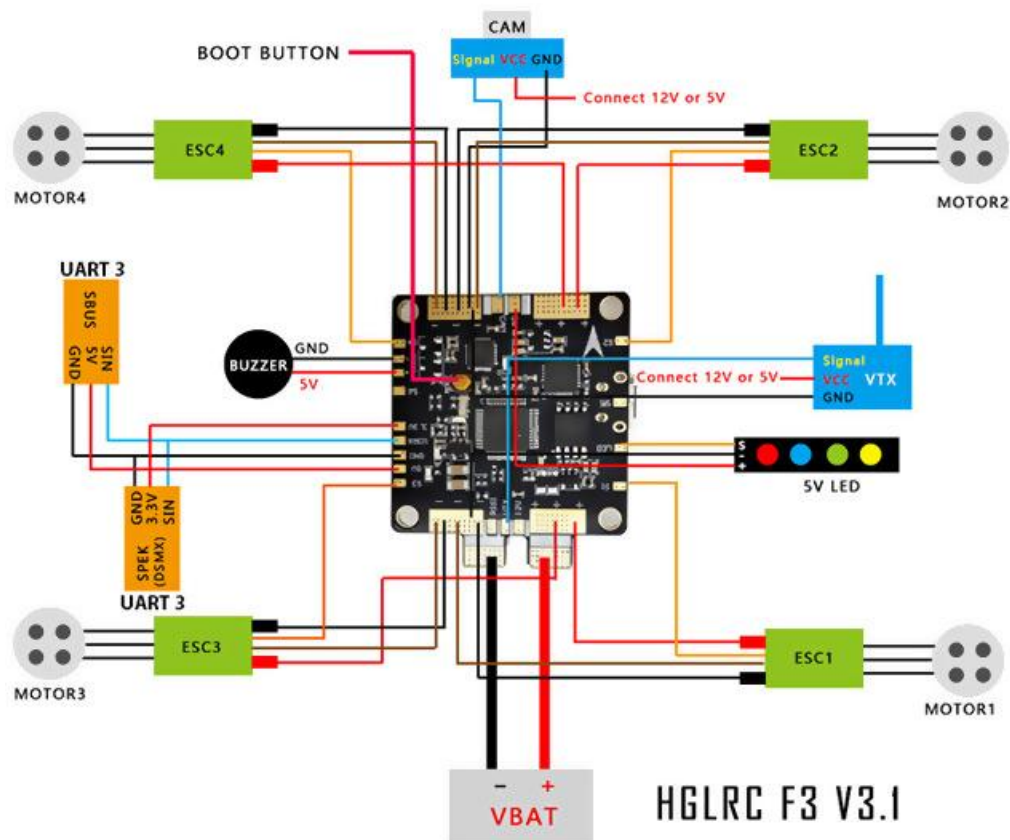 CAM
BOOT BUTTON
Signal VCC GND
Connect 12V or 5V
ESC4
ESC2
MOTOR4
MOTOR2
UART 3
SBUS
GND 5V SIN
BUZZER
GND
5V
Signal
Connect 12V or 5V
VCC VTX
GND
LED
S
-
+
5V LED
GND 3.3V SIN
SPEK
(DSMX)
UART 3
ESC3
ESC1
MOTOR3
MOTOR1
- +
VBAT
HGLRC F3 V3.1